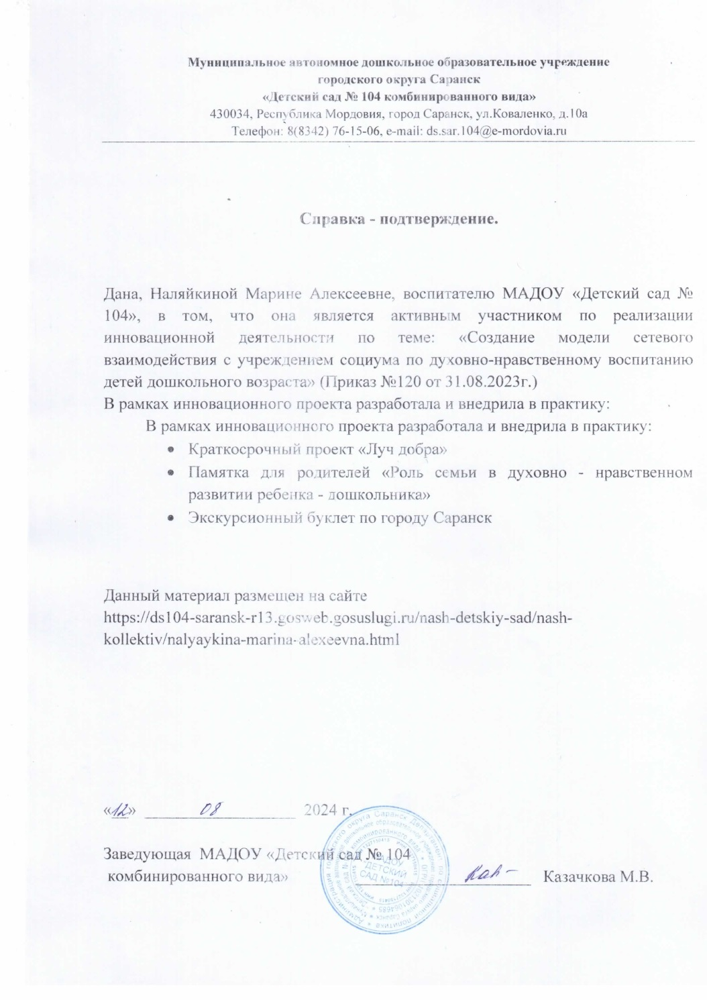 Муниципальное автономное дошкольное образовательное учреждение
городского округа Саранск
«Детский сад № 104 комбинированного вида»
430034, Республика Мордовия, город Саранск, ул.Коваленко, д.10а
Телефон: 8(8342) 76-15-06, e-mail: ds.sar.104@e-mordovia.ru
Справка - подтверждение.
Дана, Наляйкиной Марине Алексеевне, воспитателю МАДОУ «Детский сад №
104», в том, что она является активным участником по реализации
инновационной деятельности по теме: «Создание модели сетевого
взаимодействия с учреждением социума по духовно-нравственному воспитанию
детей дошкольного возраста» (Приказ №120 от 31.08.2023г.)
В рамках инновационного проекта разработала и внедрила в практику:
В рамках инновационного проекта разработала и внедрила в практику:
• Краткосрочный проект «Луч добра»
• Памятка для родителей «Роль семьи в духовно - нравственном
развитии ребенка - дошкольника»
• Экскурсионный буклет по городу Саранск
Данный материал размещен на сайте
https://ds104-saransk-r13.gosweb.gosuslugi.ru/nash-detskiy-sad/nash-
kollektiv/nalyaykina-marina-alexeevna.html
«12» 08 2024 г.
Заведующая МАДОУ «Детский сад № 104
комбинированного вида» Казачкова М.В.
МАДОУ
"ДЕТСКИЙ
САД №104